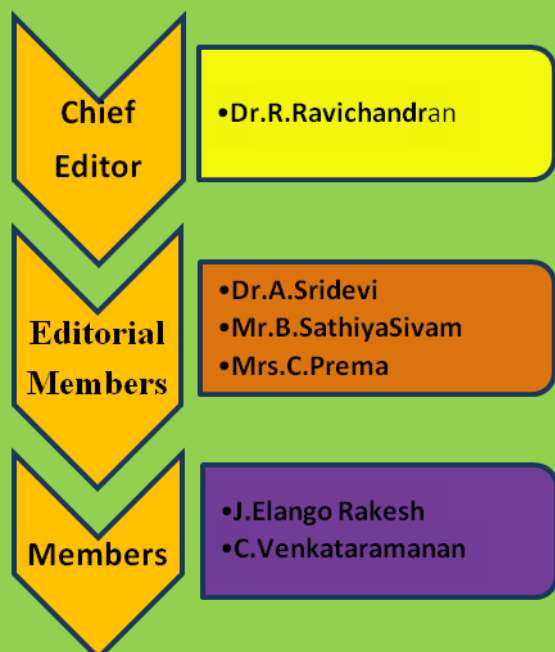 Chief
Editor
•Dr.R.Ravichandran
Editorial
Members
•Dr.A.Sridevi
•Mr.B.SathiyaSivam
•Mrs.C.Prema
Members
•J.Elango Rakesh
•C.Venkataramanan